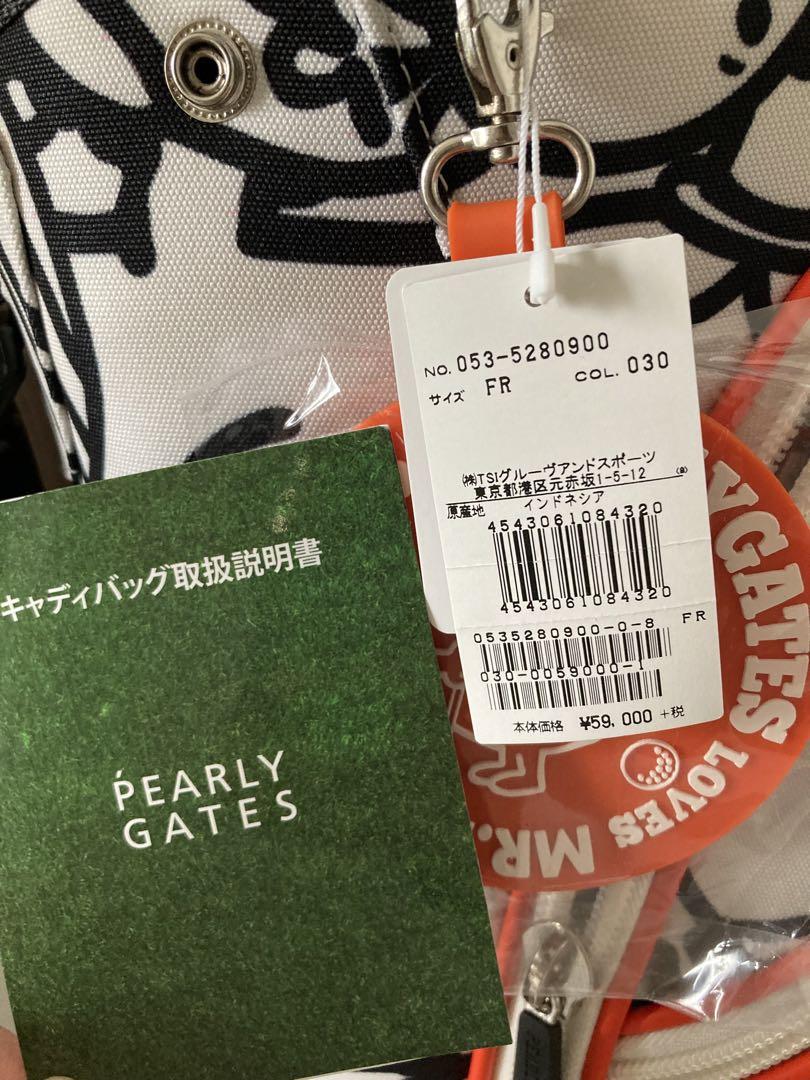 NO. 053-5280900
サイズ FR COL. 030
㈱TSIグルーヴアンドスポーツ
東京都港区元赤坂1-5-12
原産地 インドネシア
4543061084320
4543061084320
0535280900-0-8 FR
030-0059000-1
本体価格 ¥59,000 +税
キャディバッグ取扱説明書
PEARLY
GATES
YGATES LOVES MR.